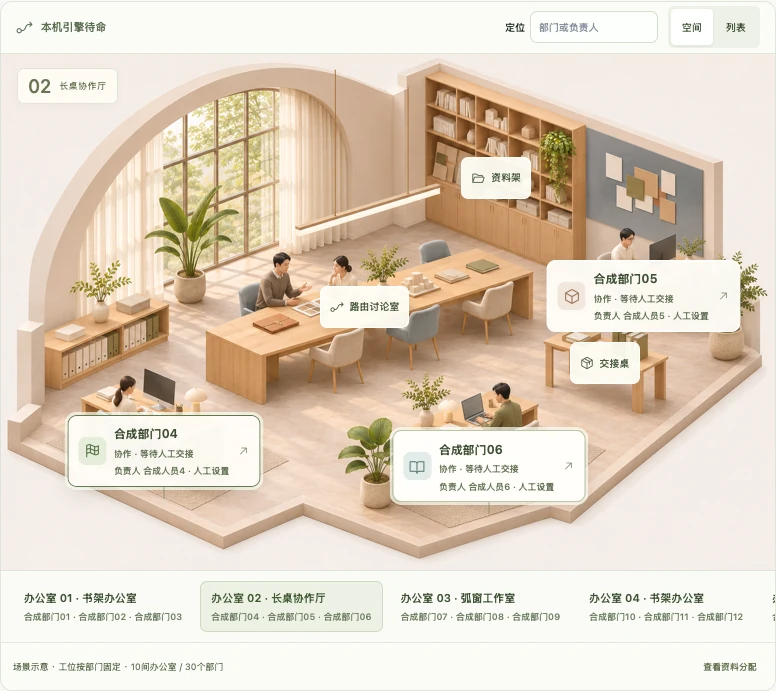 本机引擎待命
定位 部门或负责人 空间 列表
02 长桌协作厅
资料架
合成部门05
协作 · 等待人工交接
负责人 合成人员5 · 人工设置
路由讨论室
交接桌
合成部门04
协作 · 等待人工交接
负责人 合成人员4 · 人工设置
合成部门06
协作 · 等待人工交接
负责人 合成人员6 · 人工设置
办公室 01 · 书架办公室
合成部门01 · 合成部门02 · 合成部门03
办公室 02 · 长桌协作厅
合成部门04 · 合成部门05 · 合成部门06
办公室 03 · 弧窗工作室
合成部门07 · 合成部门08 · 合成部门09
办公室 04 · 书架办公室
合成部门10 · 合成部门11 · 合成部门12
场景示意 · 工位按部门固定 · 10间办公室 / 30个部门
查看资料分配